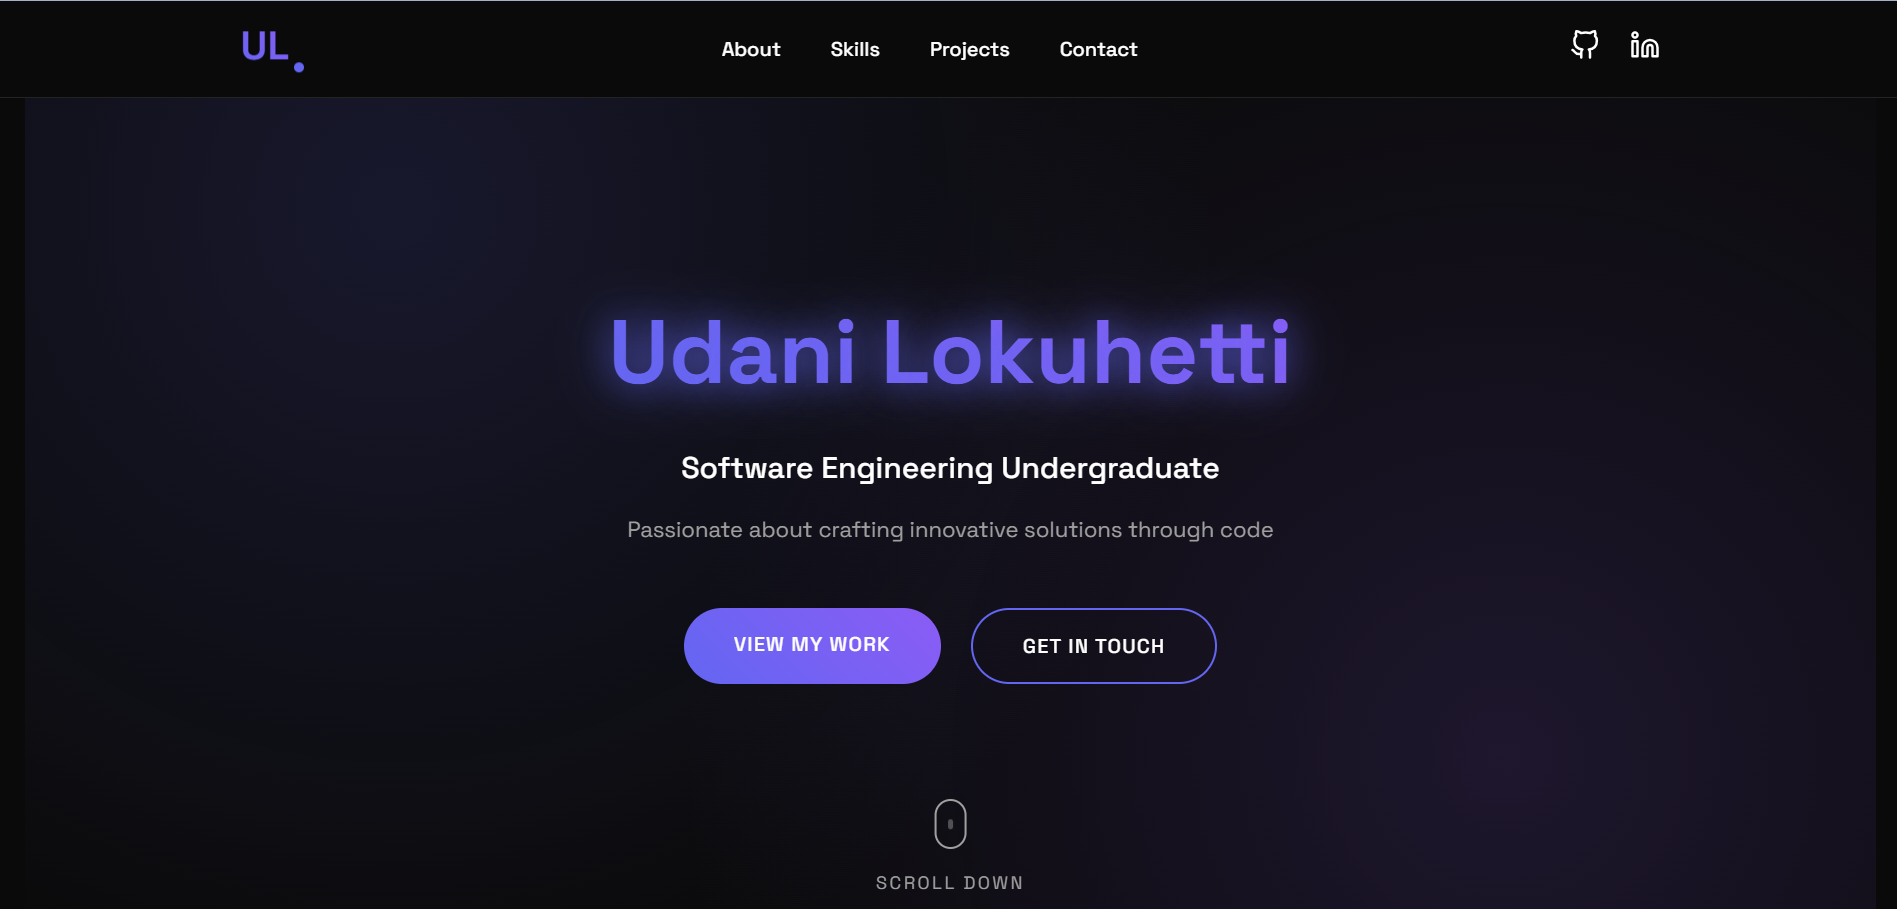 UL.
About Skills Projects Contact
Udani Lokuhetti
Software Engineering Undergraduate
Passionate about crafting innovative solutions through code
VIEW MY WORK GET IN TOUCH
SCROLL DOWN